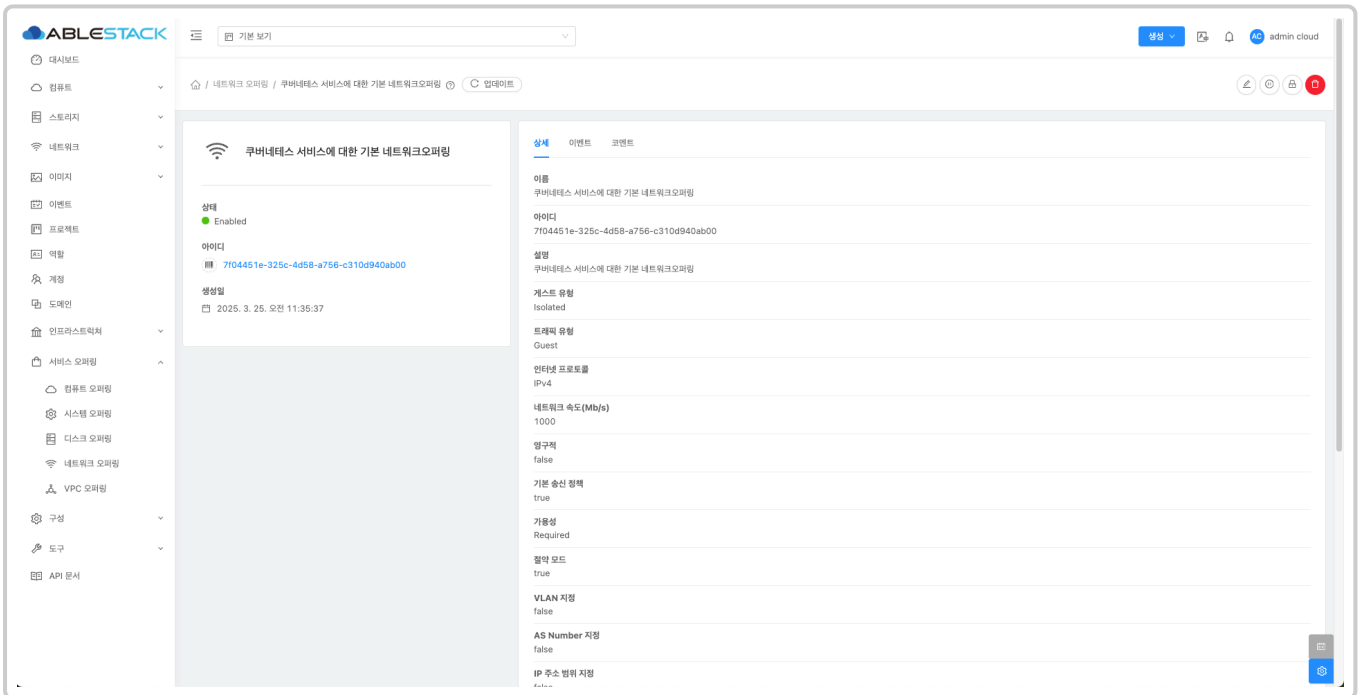 ABLESTACK
기본 보기
생성
AC
admin cloud
대시보드
컴퓨트
스토리지
네트워크
이미지
이벤트
프로젝트
역할
계정
도메인
인프라스트럭쳐
서비스 오퍼링
컴퓨트 오퍼링
시스템 오퍼링
디스크 오퍼링
네트워크 오퍼링
VPC 오퍼링
구성
도구
API 문서
/ 네트워크 오퍼링 / 쿠버네테스 서비스에 대한 기본 네트워크오퍼링
업데이트
쿠버네테스 서비스에 대한 기본 네트워크오퍼링
상태
Enabled
아이디
7f04451e-325c-4d58-a756-c310d940ab00
생성일
2025. 3. 25. 오전 11:35:37
상세 이벤트 코멘트
이름
쿠버네테스 서비스에 대한 기본 네트워크오퍼링
아이디
7f04451e-325c-4d58-a756-c310d940ab00
설명
쿠버네테스 서비스에 대한 기본 네트워크오퍼링
게스트 유형
Isolated
트래픽 유형
Guest
인터넷 프로토콜
IPv4
네트워크 속도(Mb/s)
1000
영구적
false
기본 송신 정책
true
가용성
Required
절약 모드
true
VLAN 지정
false
AS Number 지정
false
IP 주소 범위 지정